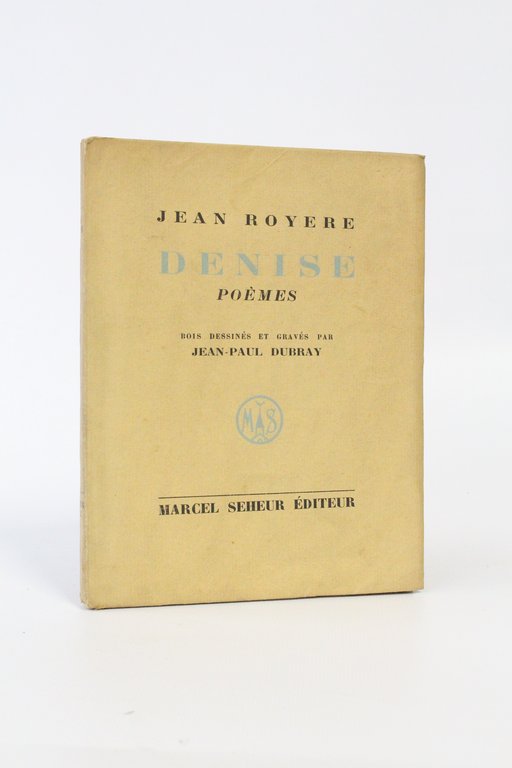 JEAN ROYERE
DENISE
POÈMES
BOIS DESSINÉS ET GRAVÉS PAR
JEAN-PAUL DUBRAY
MAS
MARCEL SEHEUR ÉDITEUR